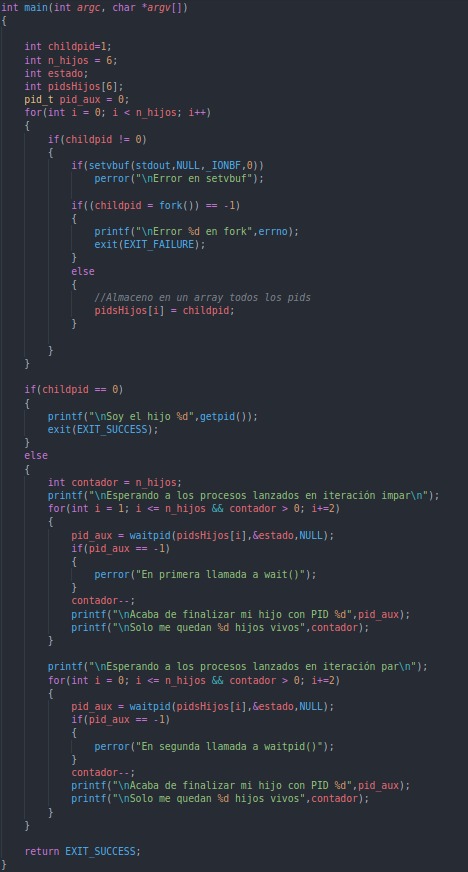 int main(int argc, char *argv[])
{
int childpid=1;
int n_hijos = 6;
int estado;
int pidsHijos[6];
pid_t pid_aux = 0;
for(int i = 0; i < n_hijos; i++)
{
if(childpid != 0)
{
if(setvbuf(stdout,NULL,_IONBF,0))
perror("\nError en setvbuf");
if((childpid = fork()) == -1)
{
printf("\nError %d en fork",errno);
exit(EXIT_FAILURE);
}
else
{
//Almaceno en un array todos los pids
pidsHijos[i] = childpid;
}
}
}
if(childpid == 0)
{
printf("\nSoy el hijo %d",getpid());
exit(EXIT_SUCCESS);
}
else
{
int contador = n_hijos;
printf("\nEsperando a los procesos lanzados en iteración impar\n");
for(int i = 1; i <= n_hijos && contador > 0; i+=2)
{
pid_aux = waitpid(pidsHijos[i],&estado,NULL);
if(pid_aux == -1)
{
perror("En primera llamada a wait()");
}
contador--;
printf("\nAcaba de finalizar mi hijo con PID %d",pid_aux);
printf("\nSolo me quedan %d hijos vivos",contador);
}
printf("\nEsperando a los procesos lanzados en iteración par\n");
for(int i = 0; i <= n_hijos && contador > 0; i+=2)
{
pid_aux = waitpid(pidsHijos[i],&estado,NULL);
if(pid_aux == -1)
{
perror("En segunda llamada a waitpid()");
}
contador--;
printf("\nAcaba de finalizar mi hijo con PID %d",pid_aux);
printf("\nSolo me quedan %d hijos vivos",contador);
}
}
return EXIT_SUCCESS;
}